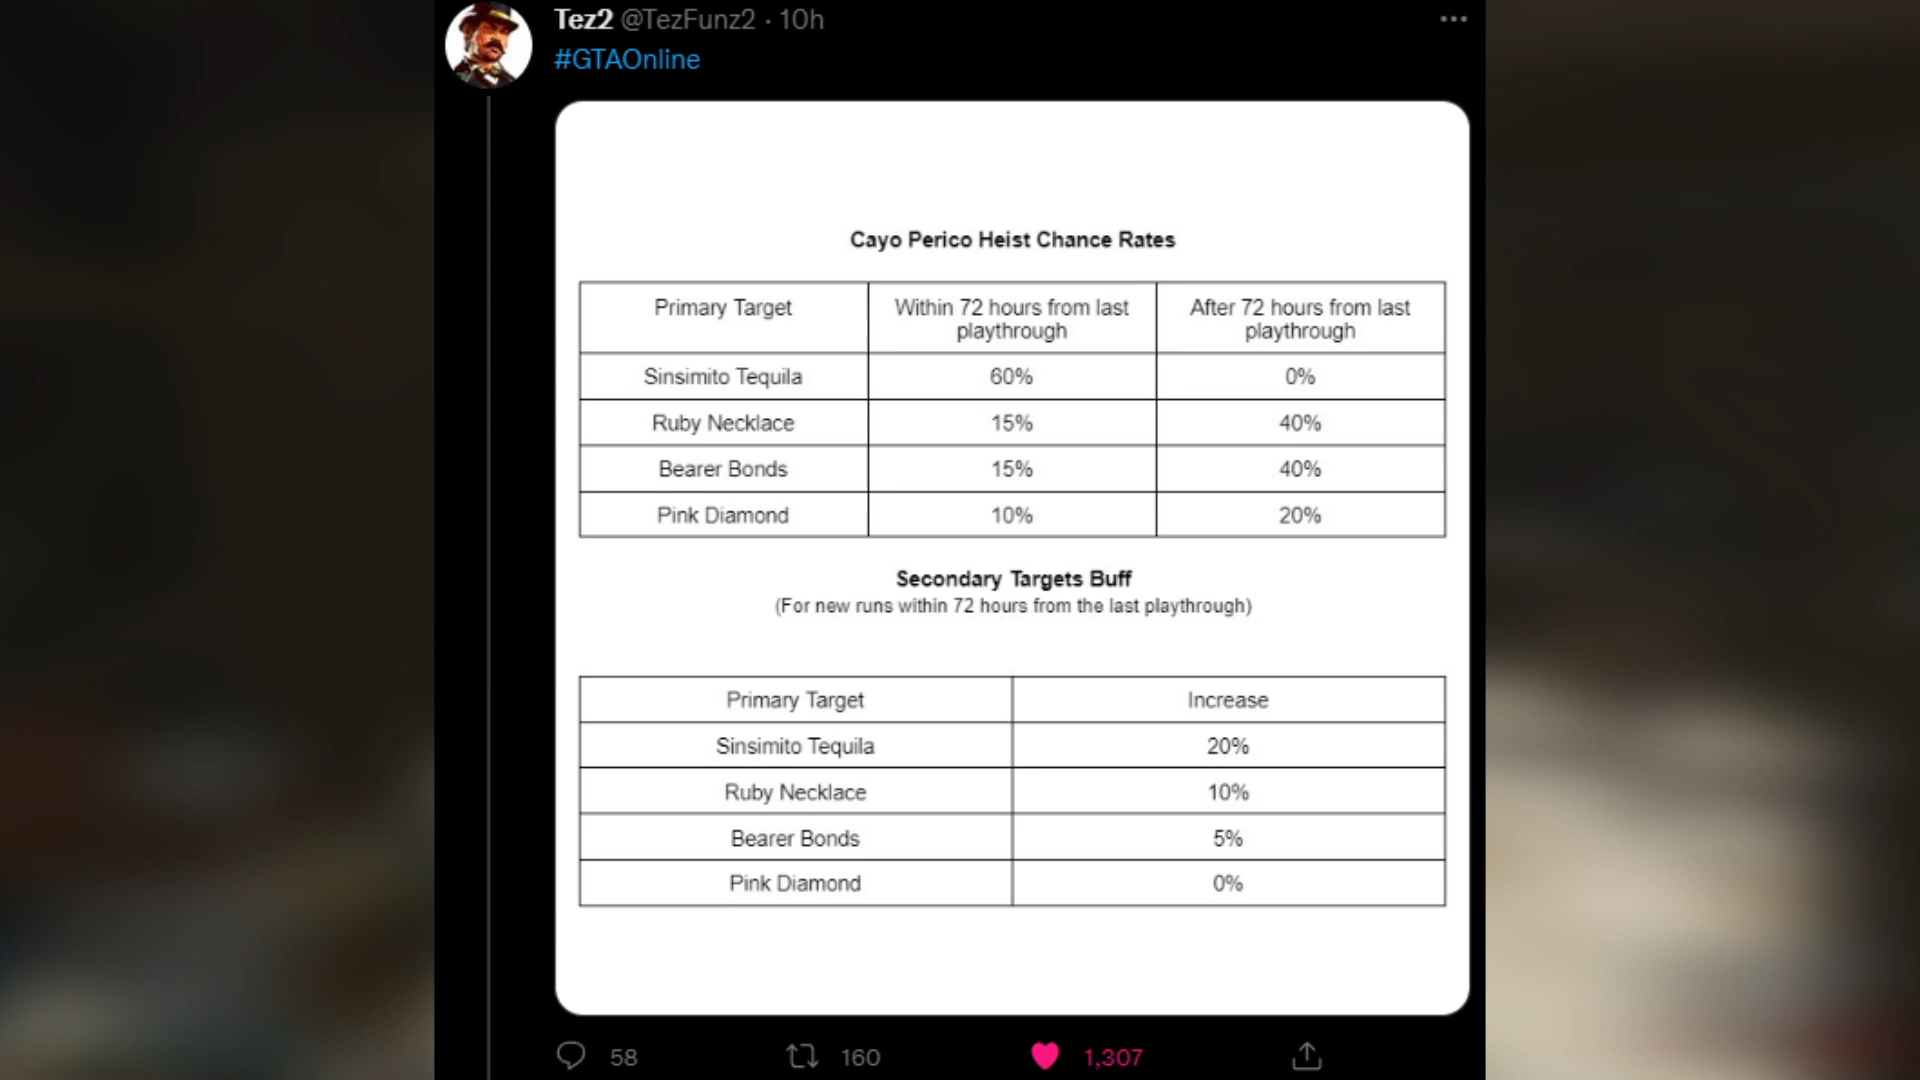 Tez2 @TezFunz2 · 10h
#GTAOnline
Cayo Perico Heist Chance Rates
Primary Target
Within 72 hours from last playthrough
After 72 hours from last playthrough
Sinsimito Tequila 60% 0%
Ruby Necklace 15% 40%
Bearer Bonds 15% 40%
Pink Diamond 10% 20%
Secondary Targets Buff
(For new runs within 72 hours from the last playthrough)
Primary Target Increase
Sinsimito Tequila 20%
Ruby Necklace 10%
Bearer Bonds 5%
Pink Diamond 0%
58 160 1,307